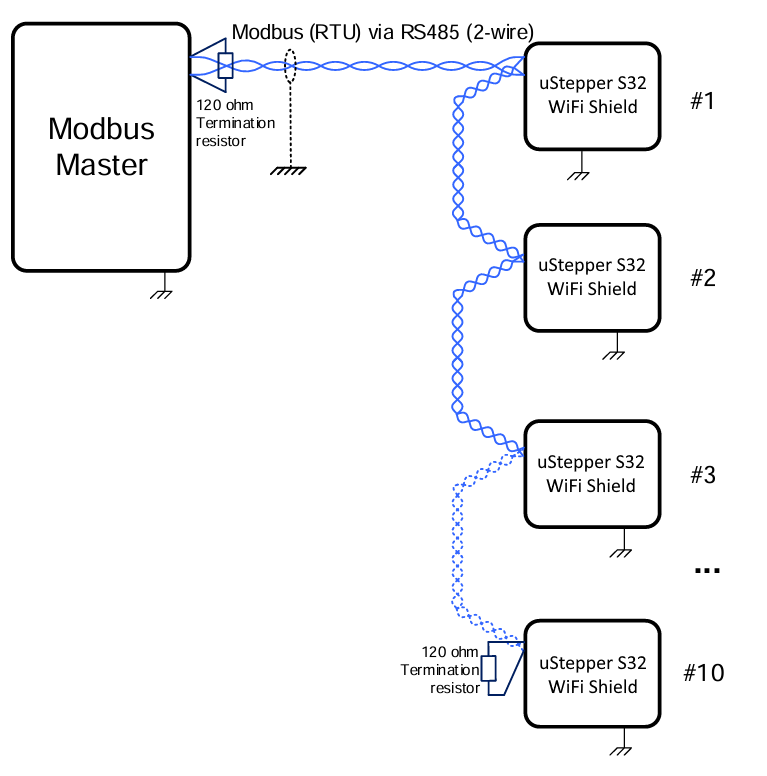 Modbus (RTU) via RS485 (2-wire)
Modbus
Master
120 ohm
Termination
resistor
uStepper S32
WiFi Shield
#1
uStepper S32
WiFi Shield
#2
uStepper S32
WiFi Shield
#3
...
120 ohm
Termination
resistor
uStepper S32
WiFi Shield
#10